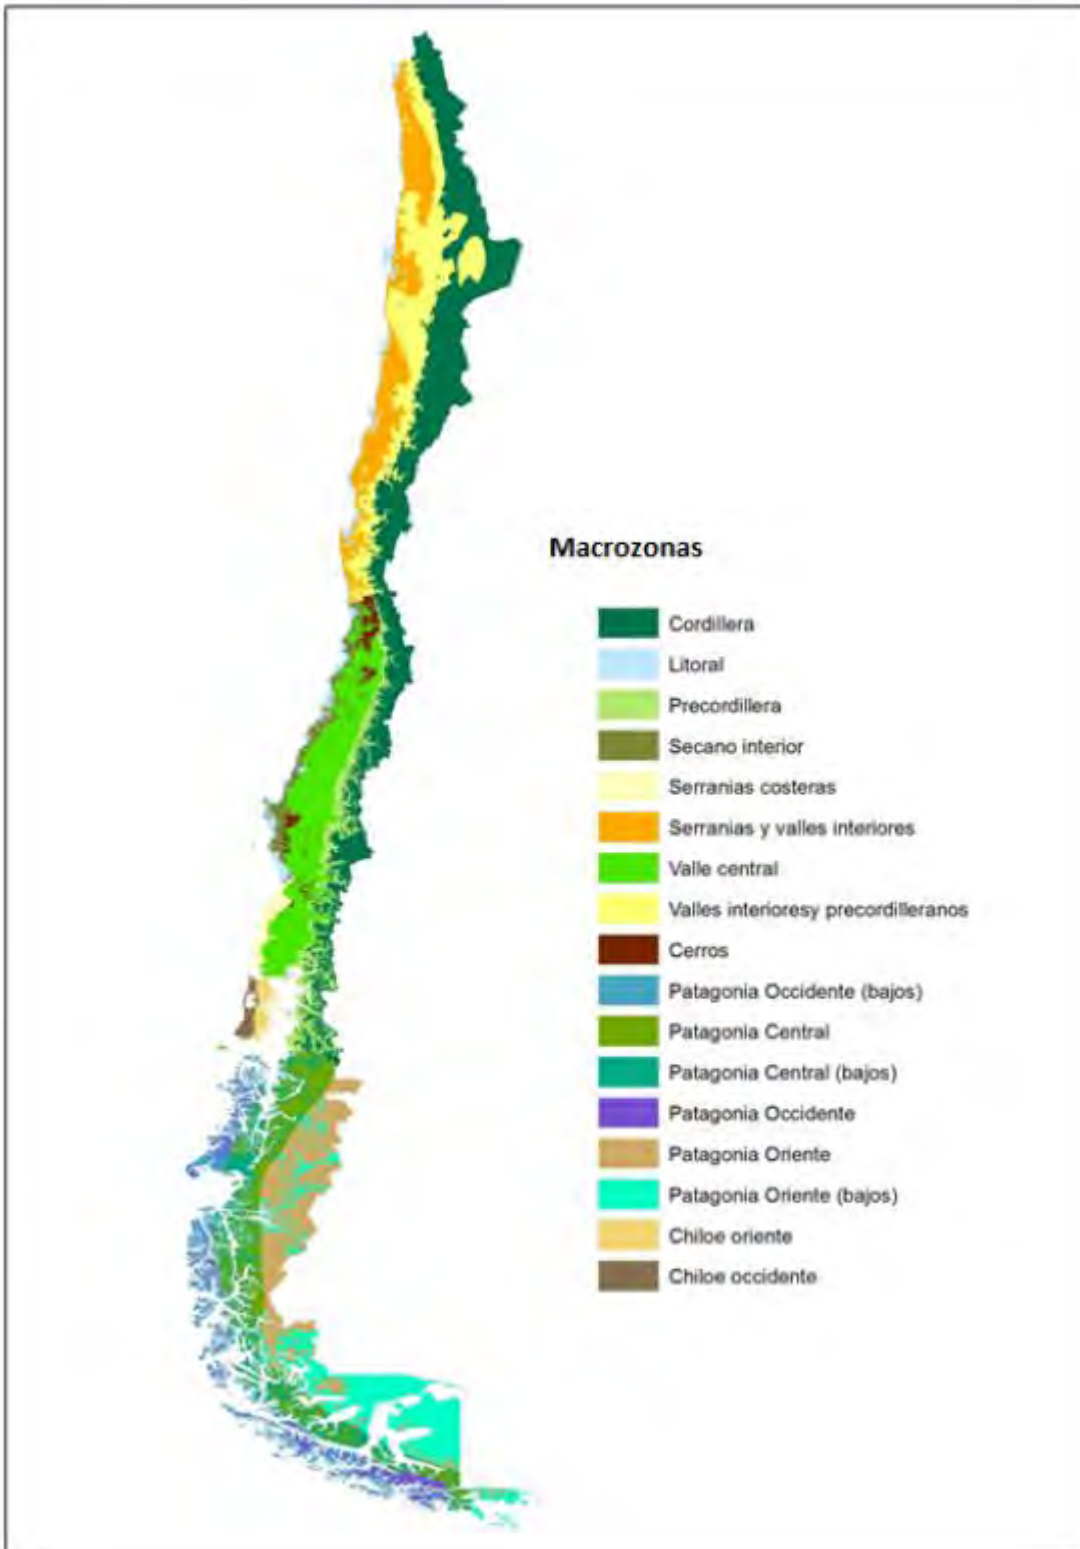 Macrozonas
Cordillera
Litoral
Precordillera
Secano interior
Serranias costeras
Serranias y valles interiores
Valle central
Valles interioresy precordilleranos
Cerros
Patagonia Occidente (bajos)
Patagonia Central
Patagonia Central (bajos)
Patagonia Occidente
Patagonia Oriente
Patagonia Oriente (bajos)
Chiloe oriente
Chiloe occidente